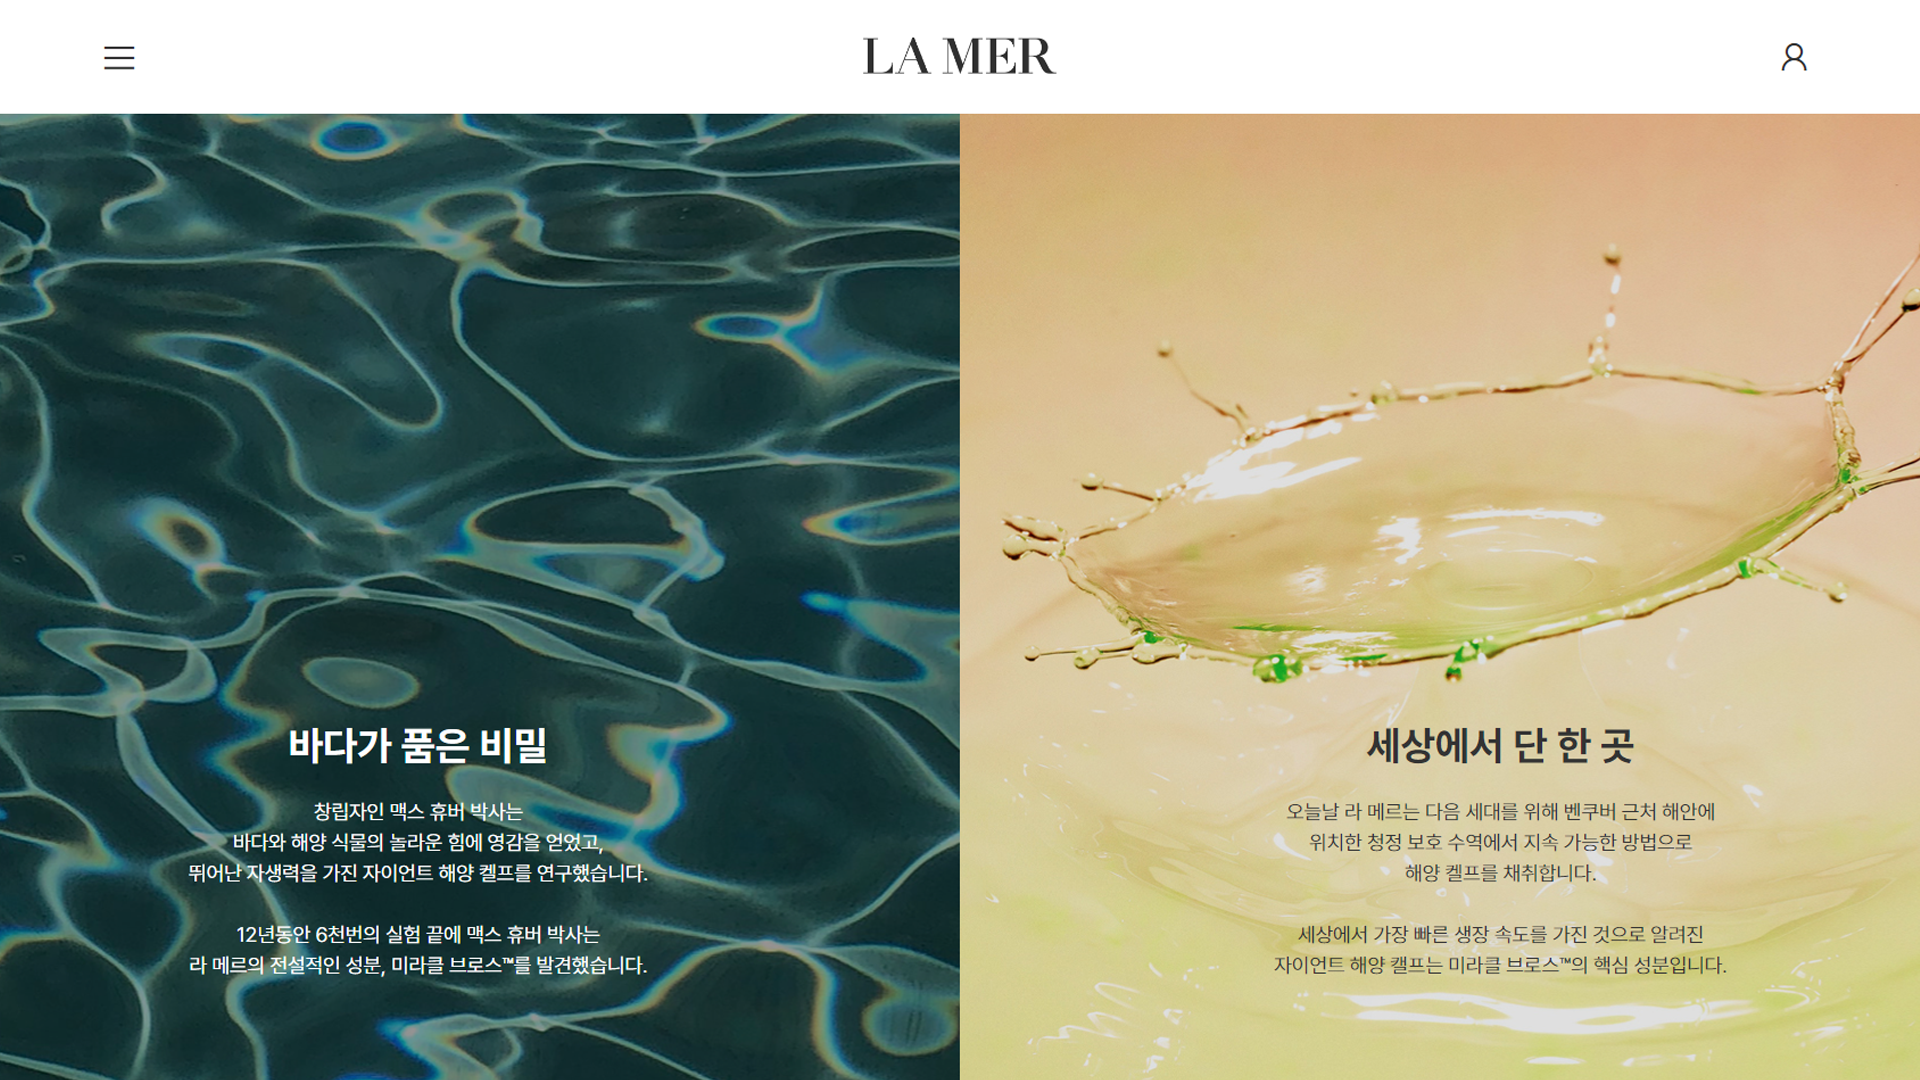 LA MER
바다가 품은 비밀
창립자인 맥스 휴버 박사는
바다와 해양 식물의 놀라운 힘에 영감을 얻었고,
뛰어난 자생력을 가진 자이언트 해양 켈프를 연구했습니다.
12년동안 6천번의 실험 끝에 맥스 휴버 박사는
라 메르의 전설적인 성분, 미라클 브로스™를 발견했습니다.
세상에서 단 한 곳
오늘날 라 메르는 다음 세대를 위해 벤쿠버 근처 해안에
위치한 청정 보호 수역에서 지속 가능한 방법으로
해양 켈프를 채취합니다.
세상에서 가장 빠른 생장 속도를 가진 것으로 알려진
자이언트 해양 캘프는 미라클 브로스™의 핵심 성분입니다.